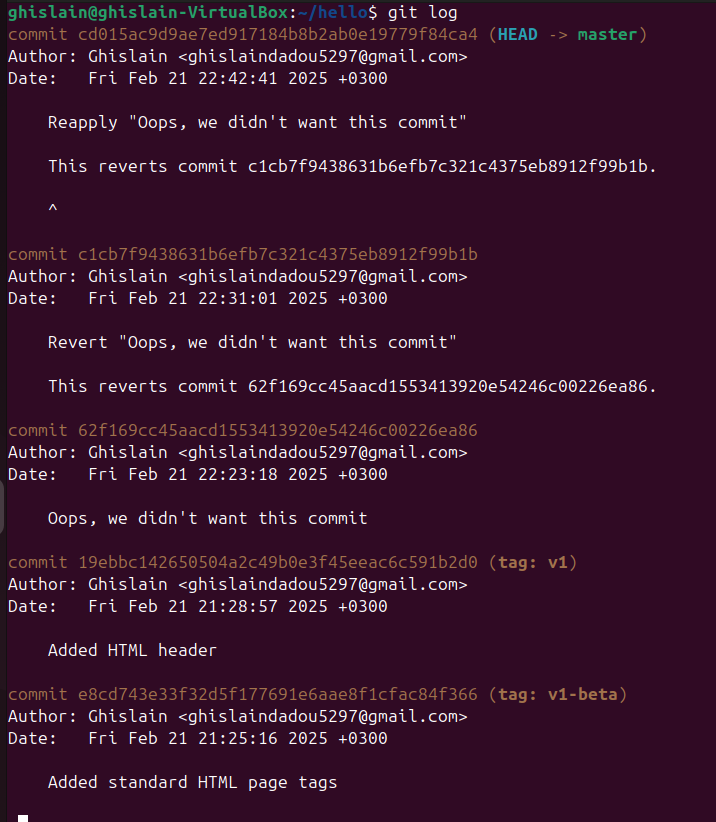 ghislain@ghislain-VirtualBox:~/hello$ git log
commit cd015ac9d9ae7ed917184b8b2ab0e19779f84ca4 (HEAD -> master)
Author: Ghislain <ghislaindadou5297@gmail.com>
Date:   Fri Feb 21 22:42:41 2025 +0300
    Reapply "Oops, we didn't want this commit"
    This reverts commit c1cb7f9438631b6efb7c321c4375eb8912f99b1b.
    ^
commit c1cb7f9438631b6efb7c321c4375eb8912f99b1b
Author: Ghislain <ghislaindadou5297@gmail.com>
Date:   Fri Feb 21 22:31:01 2025 +0300
    Revert "Oops, we didn't want this commit"
    This reverts commit 62f169cc45aacd1553413920e54246c00226ea86.
commit 62f169cc45aacd1553413920e54246c00226ea86
Author: Ghislain <ghislaindadou5297@gmail.com>
Date:   Fri Feb 21 22:23:18 2025 +0300
    Oops, we didn't want this commit
commit 19ebbc142650504a2c49b0e3f45eeac6c591b2d0 (tag: v1)
Author: Ghislain <ghislaindadou5297@gmail.com>
Date:   Fri Feb 21 21:28:57 2025 +0300
    Added HTML header
commit e8cd743e33f32d5f177691e6aae8f1cfac84f366 (tag: v1-beta)
Author: Ghislain <ghislaindadou5297@gmail.com>
Date:   Fri Feb 21 21:25:16 2025 +0300
    Added standard HTML page tags